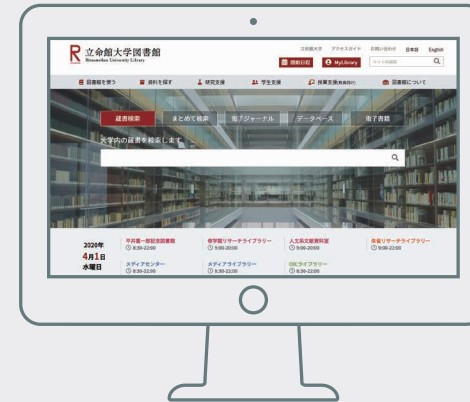 立命館大学図書館
Ritsumeikan University Library
立命館大学 アクセスガイド お問い合わせ 日本語 English
開館日程 MyLibrary サイト内検索
図書館を使う 資料を探す 研究支援 学生支援 授業支援(教員向け) 図書館について
蔵書検索 まとめて検索 電子ジャーナル データベース 電子書籍
大学内の蔵書を検索します
2020年
4月1日
水曜日
平井嘉一郎記念図書館
8:30-22:00
修学館リサーチライブラリー
9:00-20:00
人文系文献資料室
9:00-20:00
朱雀リサーチライブラリー
9:00-22:00
メディアセンター
8:30-22:00
メディアライブラリー
8:30-22:00
OICライブラリー
8:30-22:00